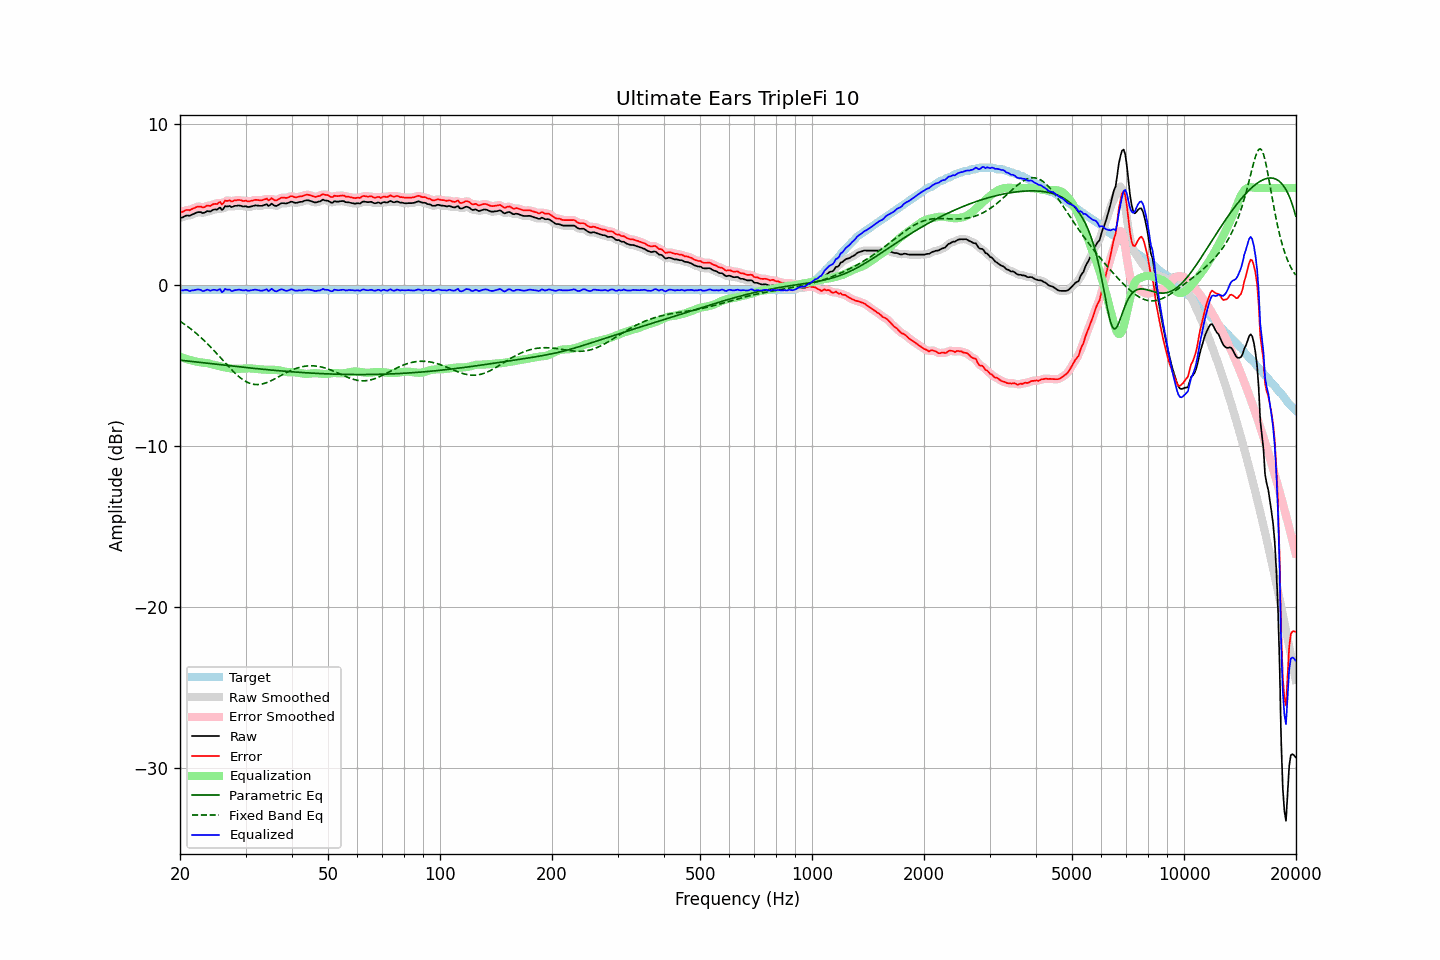 Ultimate Ears TripleFi 10
10
0
−10
−20
−30
Amplitude (dBr)
Target
Raw Smoothed
Error Smoothed
Raw
Error
Equalization
Parametric Eq
Fixed Band Eq
Equalized
20 50 100 200 500 1000 2000 5000 10000 20000
Frequency (Hz)